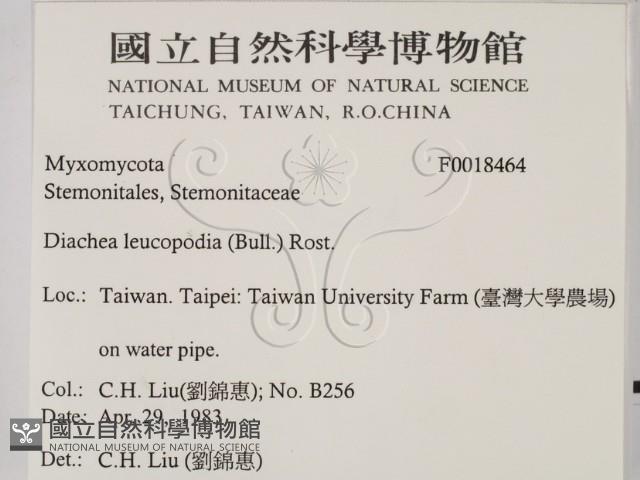 國立自然科學博物館
NATIONAL MUSEUM OF NATURAL SCIENCE
TAICHUNG, TAIWAN, R.O.CHINA
Myxomycota F0018464
Stemonitales, Stemonitaceae
Diachea leucopodia (Bull.) Rost.
Loc.: Taiwan. Taipei: Taiwan University Farm (臺灣大學農場)
on water pipe.
Col.: C.H. Liu(劉錦惠); No. B256
Date: Apr. 29, 1983
國立自然科學博物館
NATIONAL MUSEUM OF NATURAL SCIENCE
Det.: C.H. Liu (劉錦惠)